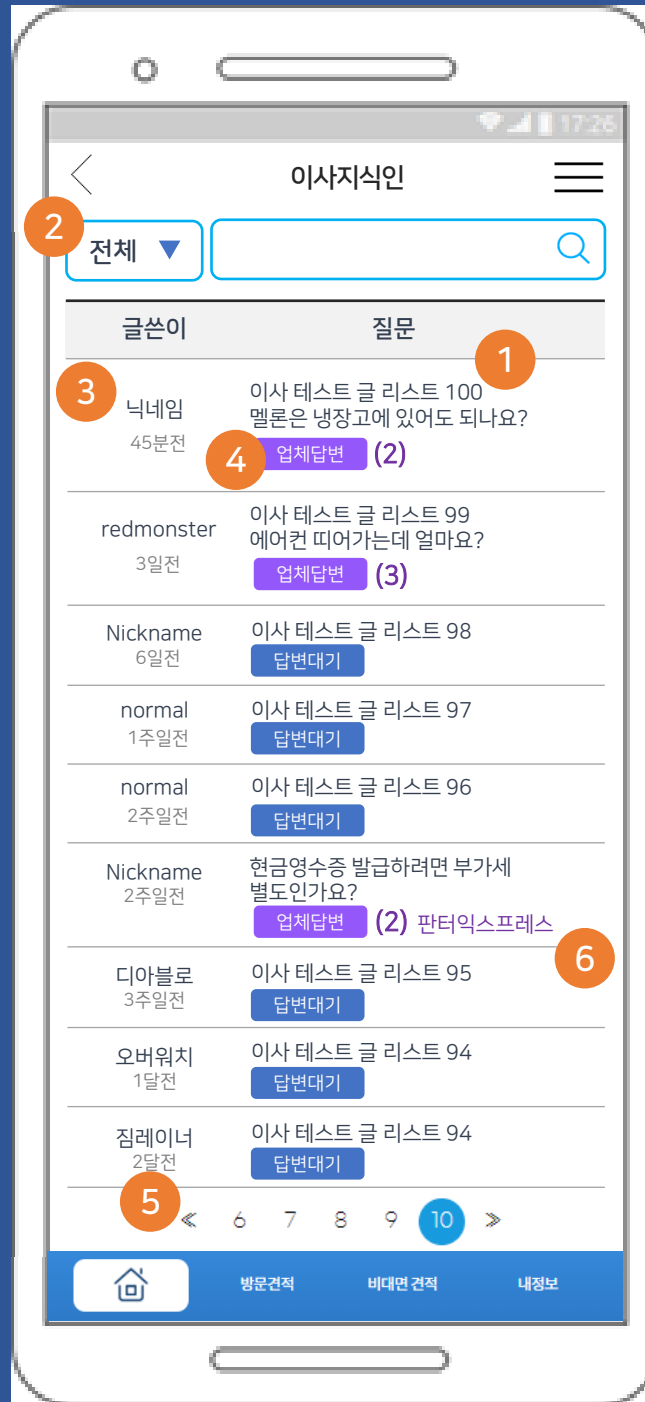 17:26
이사지식인
2
전체 ▼
글쓴이 질문
1
3
닉네임
45분전
이사 테스트 글 리스트 100
멜론은 냉장고에 있어도 되나요?
4
업체답변 (2)
redmonster
3일전
이사 테스트 글 리스트 99
에어컨 띠어가는데 얼마요?
업체답변 (3)
Nickname
6일전
이사 테스트 글 리스트 98
답변대기
normal
1주일전
이사 테스트 글 리스트 97
답변대기
normal
2주일전
이사 테스트 글 리스트 96
답변대기
Nickname
2주일전
현금영수증 발급하려면 부가세
별도인가요?
업체답변 (2) 판터익스프레스
6
디아블로
3주일전
이사 테스트 글 리스트 95
답변대기
오버워치
1달전
이사 테스트 글 리스트 94
답변대기
짐레이너
2달전
이사 테스트 글 리스트 94
답변대기
5
≪ 6 7 8 9 10 ≫
방문견적 비대면 견적 내정보